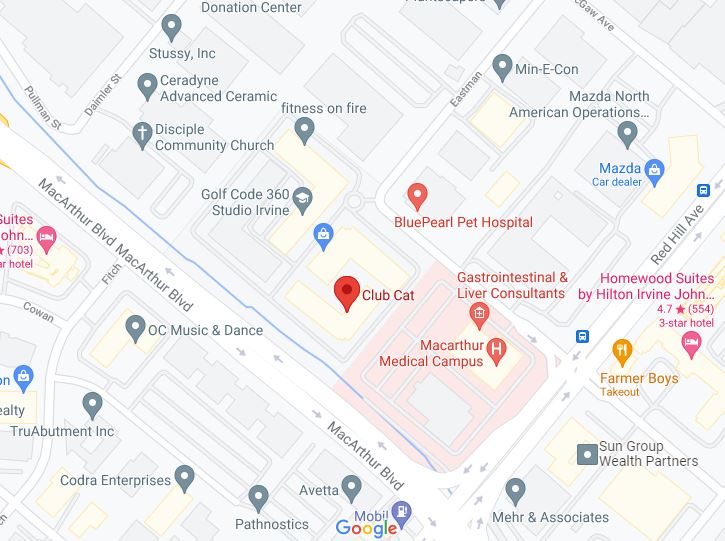 Donation Center
Stussy, Inc
Pullman St
Daimler St
Ceradyne
Advanced Ceramic
fitness on fire
Disciple
Community Church
Golf Code 360
Studio Irvine
Eastman
Min-E-Con
McGaw Ave
Mazda North
American Operations...
Mazda
Car dealer
BluePearl Pet Hospital
Red Hill Ave
MacArthur Blvd
MacArthur Blvd
Suites
John...
(703)
Fitch
Cowan
Club Cat
Gastrointestinal &
Liver Consultants
Macarthur
Medical Campus
H
Homewood Suites
by Hilton Irvine John...
4.7 ★ (554)
3-star hotel
OC Music & Dance
Farmer Boys
Takeout
TruAbutment Inc
MacArthur Blvd
Sun Group
Wealth Partners
Codra Enterprises
Avetta
Pathnostics
Mobil
Google
Mehr & Associates